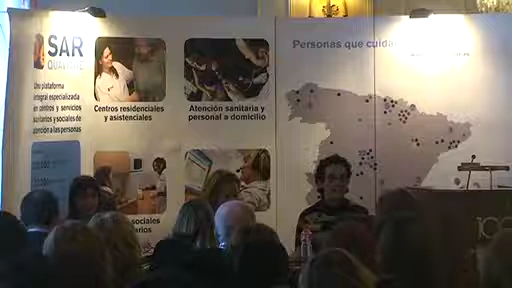 SAR
QUAVITAE
Una plataforma
integral especializada
en centros y servicios
sanitarios y sociales de
atención a las personas
Centros residenciales
y asistenciales
Atención sanitaria y
personal a domicilio
sociales
Personas que cuidan